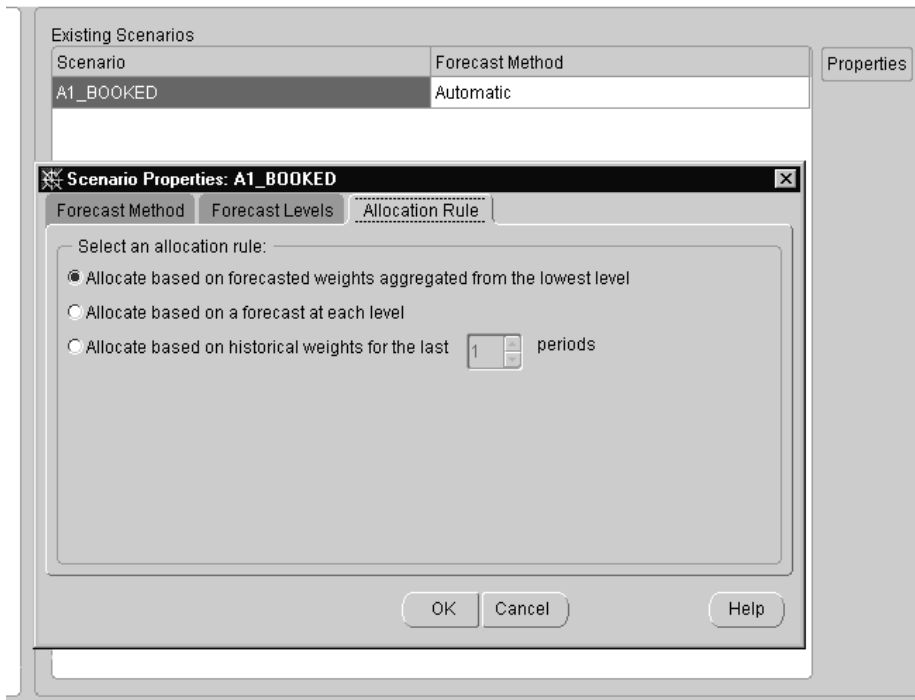 Existing Scenarios
Scenario Forecast Method
Properties
A1_BOOKED Automatic
Scenario Properties: A1_BOOKED
Forecast Method Forecast Levels Allocation Rule
Select an allocation rule:
Allocate based on forecasted weights aggregated from the lowest level
Allocate based on a forecast at each level
Allocate based on historical weights for the last 1 periods
OK Cancel Help